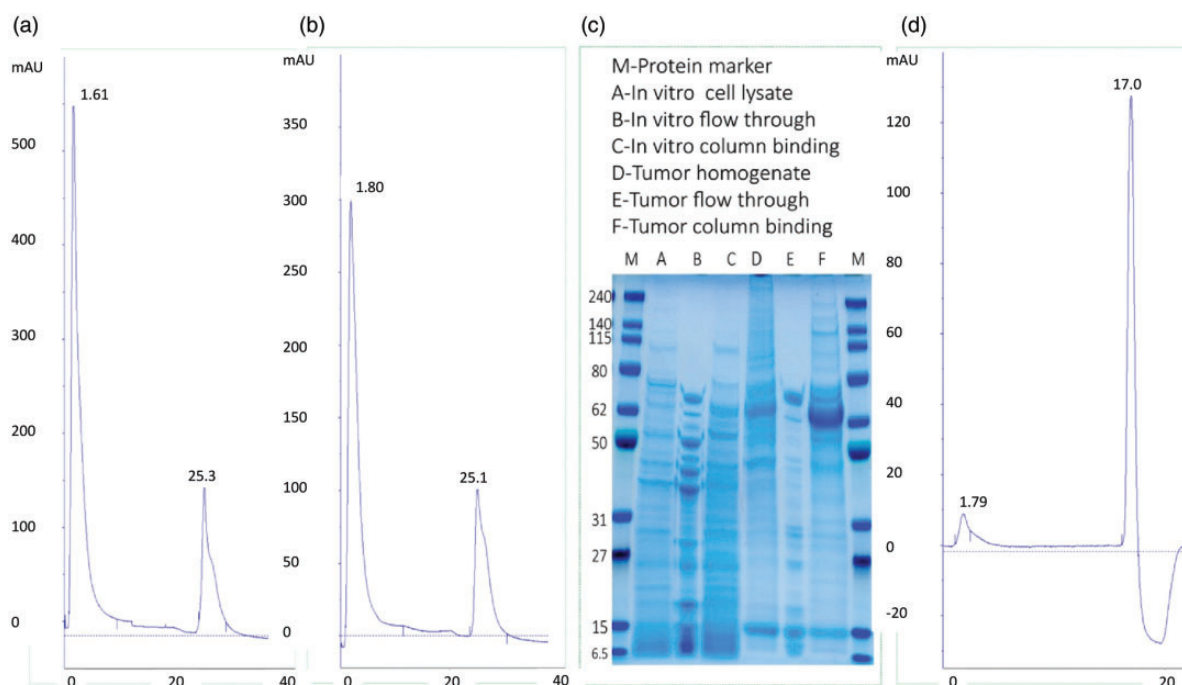 (a)
mAU
500
400
300
200
100
0
1.61
25.3
0 20 40
(b)
mAU
350
300
250
200
150
100
50
0
1.80
25.1
0 20 40
(c)
M-Protein marker
A-In vitro cell lysate
B-In vitro flow through
C-In vitro column binding
D-Tumor homogenate
E-Tumor flow through
F-Tumor column binding
M A B C D E F M
240
140
115
80
62
50
31
27
15
6.5
(d)
mAU
120
100
80
60
40
20
0
-20
17.0
1.79
0 20